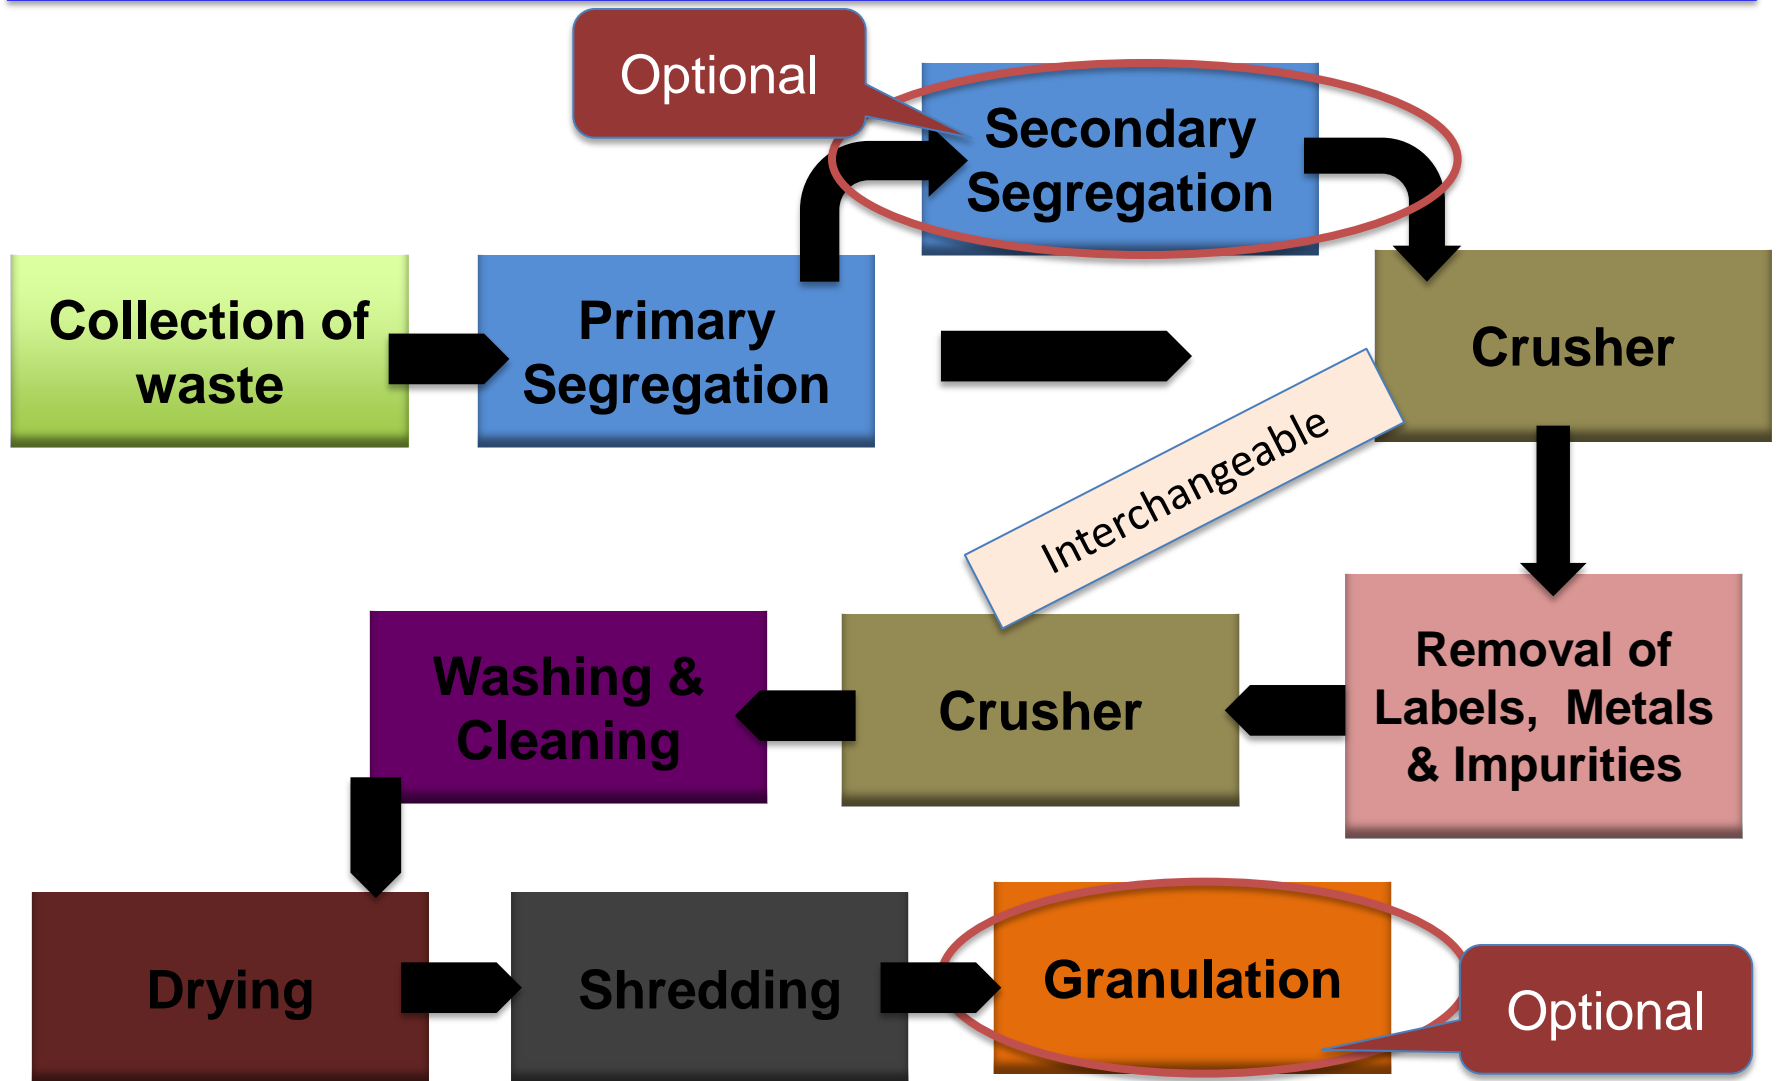 Optional
Secondary
Segregation
Collection of
waste
Primary
Segregation
Crusher
Interchangeable
Washing &
Cleaning
Crusher
Removal of
Labels, Metals
& Impurities
Drying
Shredding
Granulation
Optional